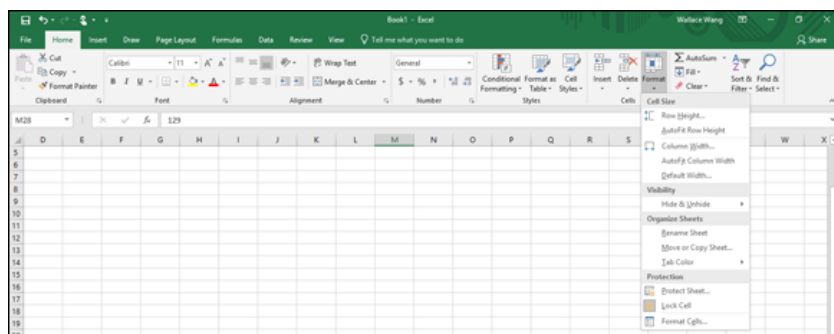 Book1 - Excel
Wallace Wang
File Home Insert Draw Page Layout Formulas Data Review View Tell me what you want to do Share
Cut
Copy
Format Painter
Paste
Clipboard
Calibri 11 A A
B I U A
Font
Wrap Text
Merge & Center
Alignment
General
$ - % ,
Number
Conditional Formatting
Format as Table
Cell Styles
Styles
Insert Delete Format
Cells
AutoSum
Fill
Clear
Sort & Filter
Find & Select
M28 fx 129
D E F G H I J K L M N O P Q R S W X
5
6
7
8
9
10
11
12
13
14
15
16
17
18
19
Cell Size
Row Height...
AutoFit Row Height
Column Width...
AutoFit Column Width
Default Width...
Visibility
Hide & Unhide
Organize Sheets
Rename Sheet
Move or Copy Sheet...
Tab Color
Protection
Protect Sheet...
Lock Cell
Format Cells...